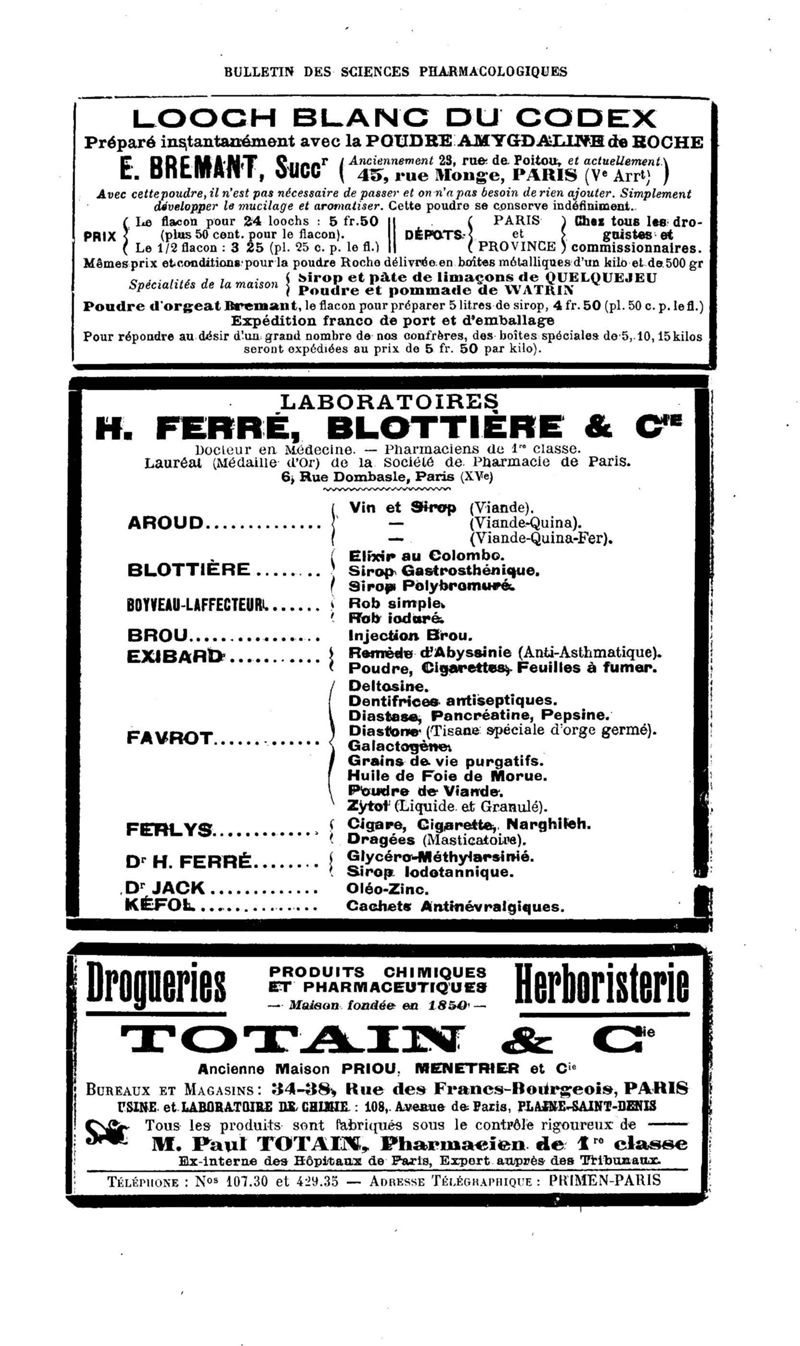 BULLETIN DES SCIENCES PHARMACOLOGIQUES
LOOCH BLANC DU CODEX
Préparé instantanément avec la POUDRE AMYGDALINE de ROCHE
E. BREMANT, Succr ( Anciennement 23, rue de Poitou, et actuellement )
45, rue Monge, PARIS (Ve Arrt)
Avec cette poudre, il n'est pas nécessaire de passer et on n'a pas besoin de rien ajouter. Simplement
développer le mucilage et aromatiser. Cette poudre se conserve indéfiniment.
PRIX { Le flacon pour 24 loochs : 5 fr. 50
(plus 50 cent. pour le flacon).
Le 1/2 flacon : 3 25 (pl. 25 c. p. le fl.)
DÉPOTS { PARIS et PROVINCE } Chez tous les dro-
guistes et
commissionnaires.
Mêmes prix et conditions pour la poudre Roche délivrée en boîtes métalliques d'un kilo et de 500 gr
Spécialités de la maison { Sirop et pâte de limaçons de QUELQUEJEU
Poudre et pommade de WATRIN
Poudre d'orgeat Bremant, le flacon pour préparer 5 litres de sirop, 4 fr. 50 (pl. 50 c. p. le fl.)
Expédition franco de port et d'emballage
Pour répondre au désir d'un grand nombre de nos confrères, des boîtes spéciales de 5, 10, 15 kilos
seront expédiées au prix de 5 fr. 50 par kilo).
LABORATOIRES
H. FERRÉ, BLOTTIÈRE & CIE
Docteur en Médecine. — Pharmaciens de 1re classe.
Lauréat (Médaille d'Or) de la Société de Pharmacie de Paris.
6, Rue Dombasle, Paris (XVe)
AROUD.............. { Vin et Sirop (Viande).
— (Viande-Quina).
— (Viande-Quina-Fer).
BLOTTIÈRE ........ { Elixir au Colombo.
Sirop Gastrosthénique.
Sirop Polybromuré.
BOYVEAU-LAFFECTEUR....... { Rob simple.
Rob ioduré.
BROU................ Injection Brou.
EXIBARD ........... { Remède d'Abyssinie (Anti-Asthmatique).
Poudre, Cigarettes, Feuilles à fumer.
FAVROT............. { Deltosine.
Dentifrices antiseptiques.
Diastase, Pancréatine, Pepsine.
Diastone (Tisane spéciale d'orge germé).
Galactogène.
Grains de vie purgatifs.
Huile de Foie de Morue.
Poudre de Viande.
Zytol (Liquide et Granulé).
FERLYS............. { Cigare, Cigarette, Narghileh.
Dragées (Masticatoire).
Dr H. FERRÉ........ { Glycéro-Méthylarsinié.
Sirop Iodotannique.
Dr JACK ............. Oléo-Zinc.
KÉFOL .............. Cachets Antinévralgiques.
Drogueries PRODUITS CHIMIQUES Herboristerie
ET PHARMACEUTIQUES
— Maison fondée en 1850 —
TOTAIN & Cie
Ancienne Maison PRIOU, MENETRIER et Cie
BUREAUX ET MAGASINS : 34-38, Rue des Francs-Bourgeois, PARIS
USINE et LABORATOIRE DE CHIMIE : 108, Avenue de Paris, PLAINE-SAINT-DENIS
Tous les produits sont fabriqués sous le contrôle rigoureux de —
M. Paul TOTAIN, Pharmacien de 1re classe
Ex-interne des Hôpitaux de Paris, Expert auprès des Tribunaux.
TÉLÉPHONE : Nos 107.30 et 429.35 — ADRESSE TÉLÉGRAPHIQUE : PRIMEN-PARIS